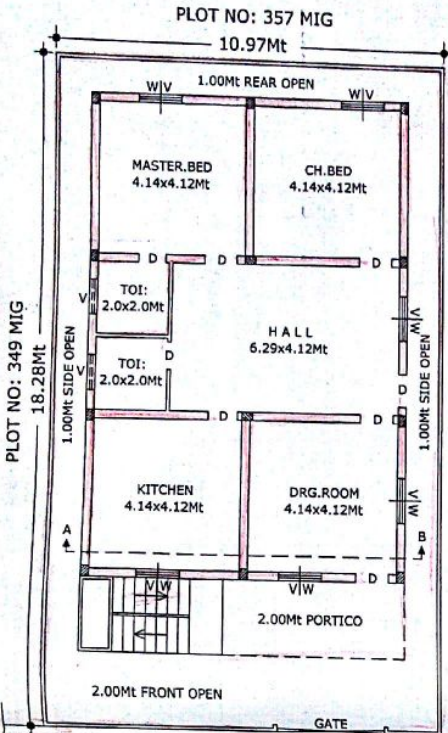 PLOT NO: 357 MIG
10.97Mt
1.00Mt REAR OPEN
W V
W V
MASTER.BED
4.14x4.12Mt
CH.BED
4.14x4.12Mt
D
D
D
TOI:
2.0x2.0Mt
V
HALL
6.29x4.12Mt
V W
TOI:
2.0x2.0Mt
V
D
D
PLOT NO: 349 MIG
18.28Mt
1.00Mt SIDE OPEN
1.00Mt SIDE OPEN
D
D
KITCHEN
4.14x4.12Mt
DRG.ROOM
4.14x4.12Mt
V W
A
B
V W
V W
D
2.00Mt PORTICO
2.00Mt FRONT OPEN
GATE